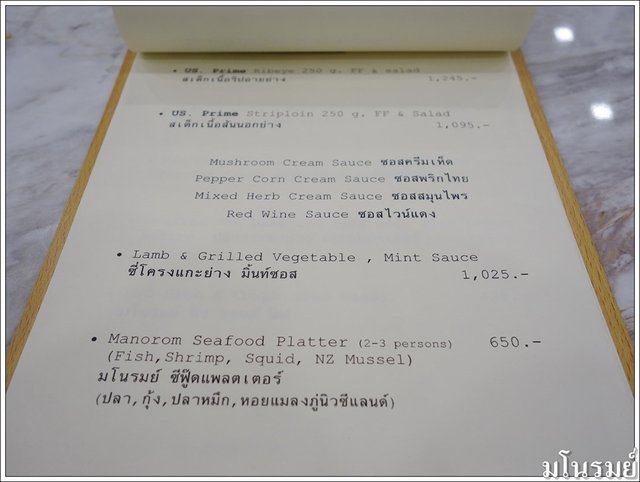 • US. Prime Ribeye 250 g. FF & salad
สเต็กเนื้อริปอายย่าง 1,245.-
• US. Prime Striploin 250 g. FF & Salad
สเต็กเนื้อสันนอกย่าง 1,095.-
Mushroom Cream Sauce ซอสครีมเห็ด
Pepper Corn Cream Sauce ซอสพริกไทย
Mixed Herb Cream Sauce ซอสสมุนไพร
Red Wine Sauce ซอสไวน์แดง
• Lamb & Grilled Vegetable , Mint Sauce
ซี่โครงแกะย่าง มิ้นท์ซอส 1,025.-
• Manorom Seafood Platter (2-3 persons) 650.-
(Fish,Shrimp, Squid, NZ Mussel)
มโนรมย์ ซีฟู๊ดแพลตเตอร์
(ปลา,กุ้ง,ปลาหมึก,หอยแมลงภู่นิวซีแลนด์)
มโนรมย์